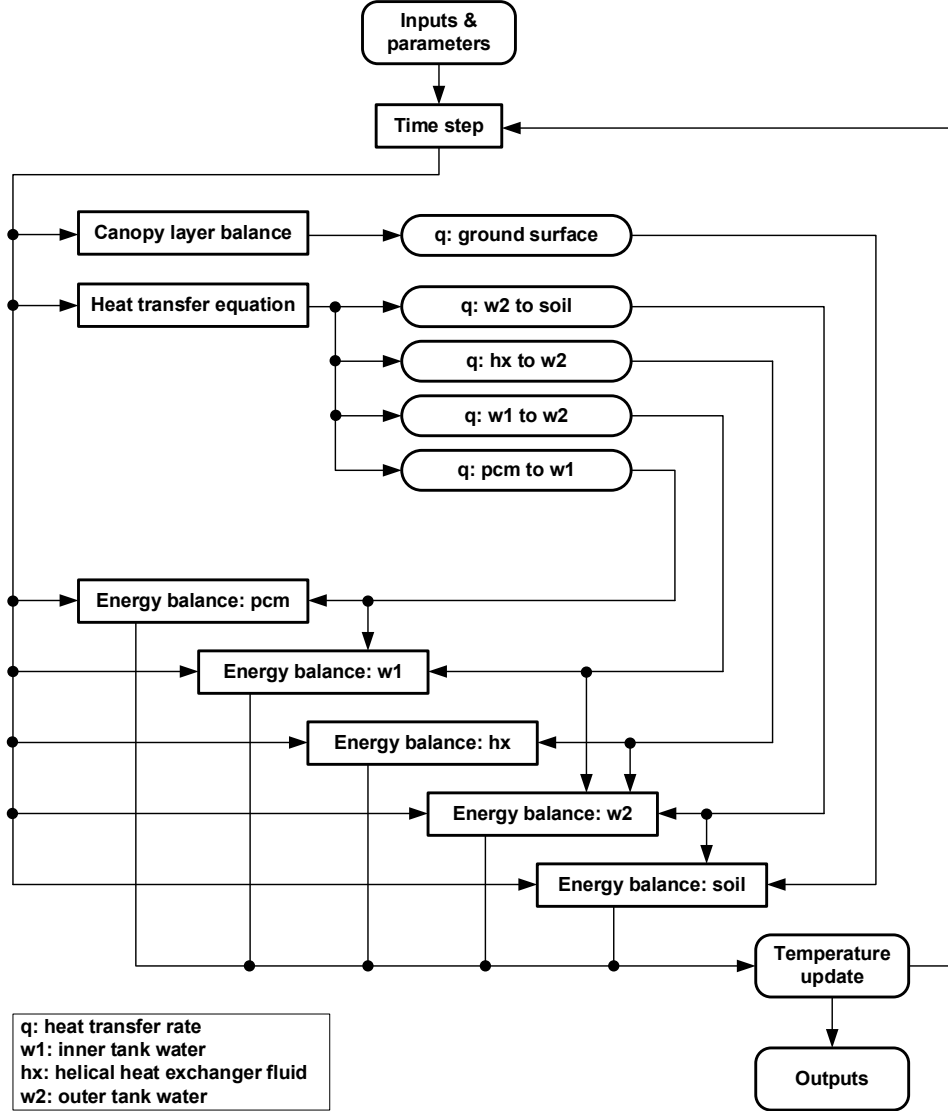 Inputs &
parameters
Time step
Canopy layer balance
q: ground surface
Heat transfer equation
q: w2 to soil
q: hx to w2
q: w1 to w2
q: pcm to w1
Energy balance: pcm
Energy balance: w1
Energy balance: hx
Energy balance: w2
Energy balance: soil
Temperature
update
Outputs
q: heat transfer rate
w1: inner tank water
hx: helical heat exchanger fluid
w2: outer tank water